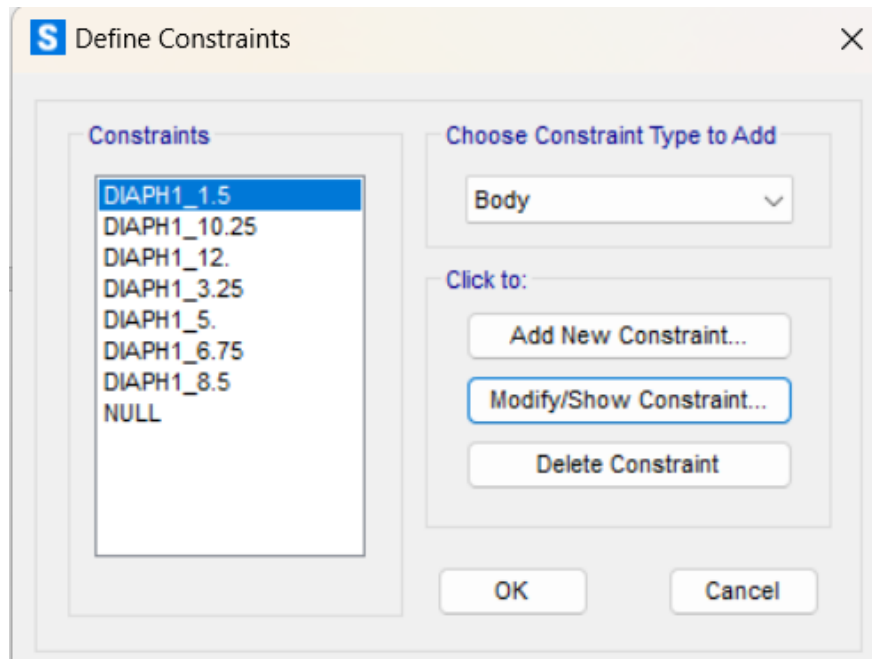 S Define Constraints
Constraints
DIAPH1_1.5
DIAPH1_10.25
DIAPH1_12.
DIAPH1_3.25
DIAPH1_5.
DIAPH1_6.75
DIAPH1_8.5
NULL
Choose Constraint Type to Add
Body
Click to:
Add New Constraint...
Modify/Show Constraint...
Delete Constraint
OK
Cancel